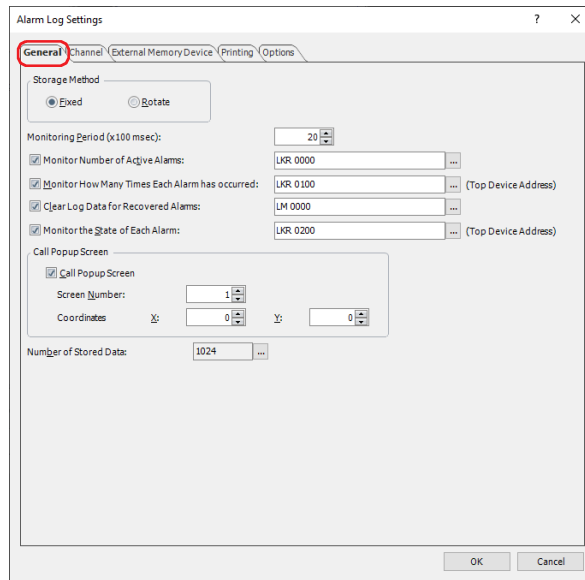 Alarm Log Settings
? ×
General Channel External Memory Device Printing Options
Storage Method
Fixed Rotate
Monitoring Period (x100 msec): 20
Monitor Number of Active Alarms: LKR 0000 ...
Monitor How Many Times Each Alarm has occurred: LKR 0100 ... (Top Device Address)
Clear Log Data for Recovered Alarms: LM 0000 ...
Monitor the State of Each Alarm: LKR 0200 ... (Top Device Address)
Call Popup Screen
Call Popup Screen
Screen Number: 1
Coordinates X: 0 Y: 0
Number of Stored Data: 1024 ...
OK Cancel